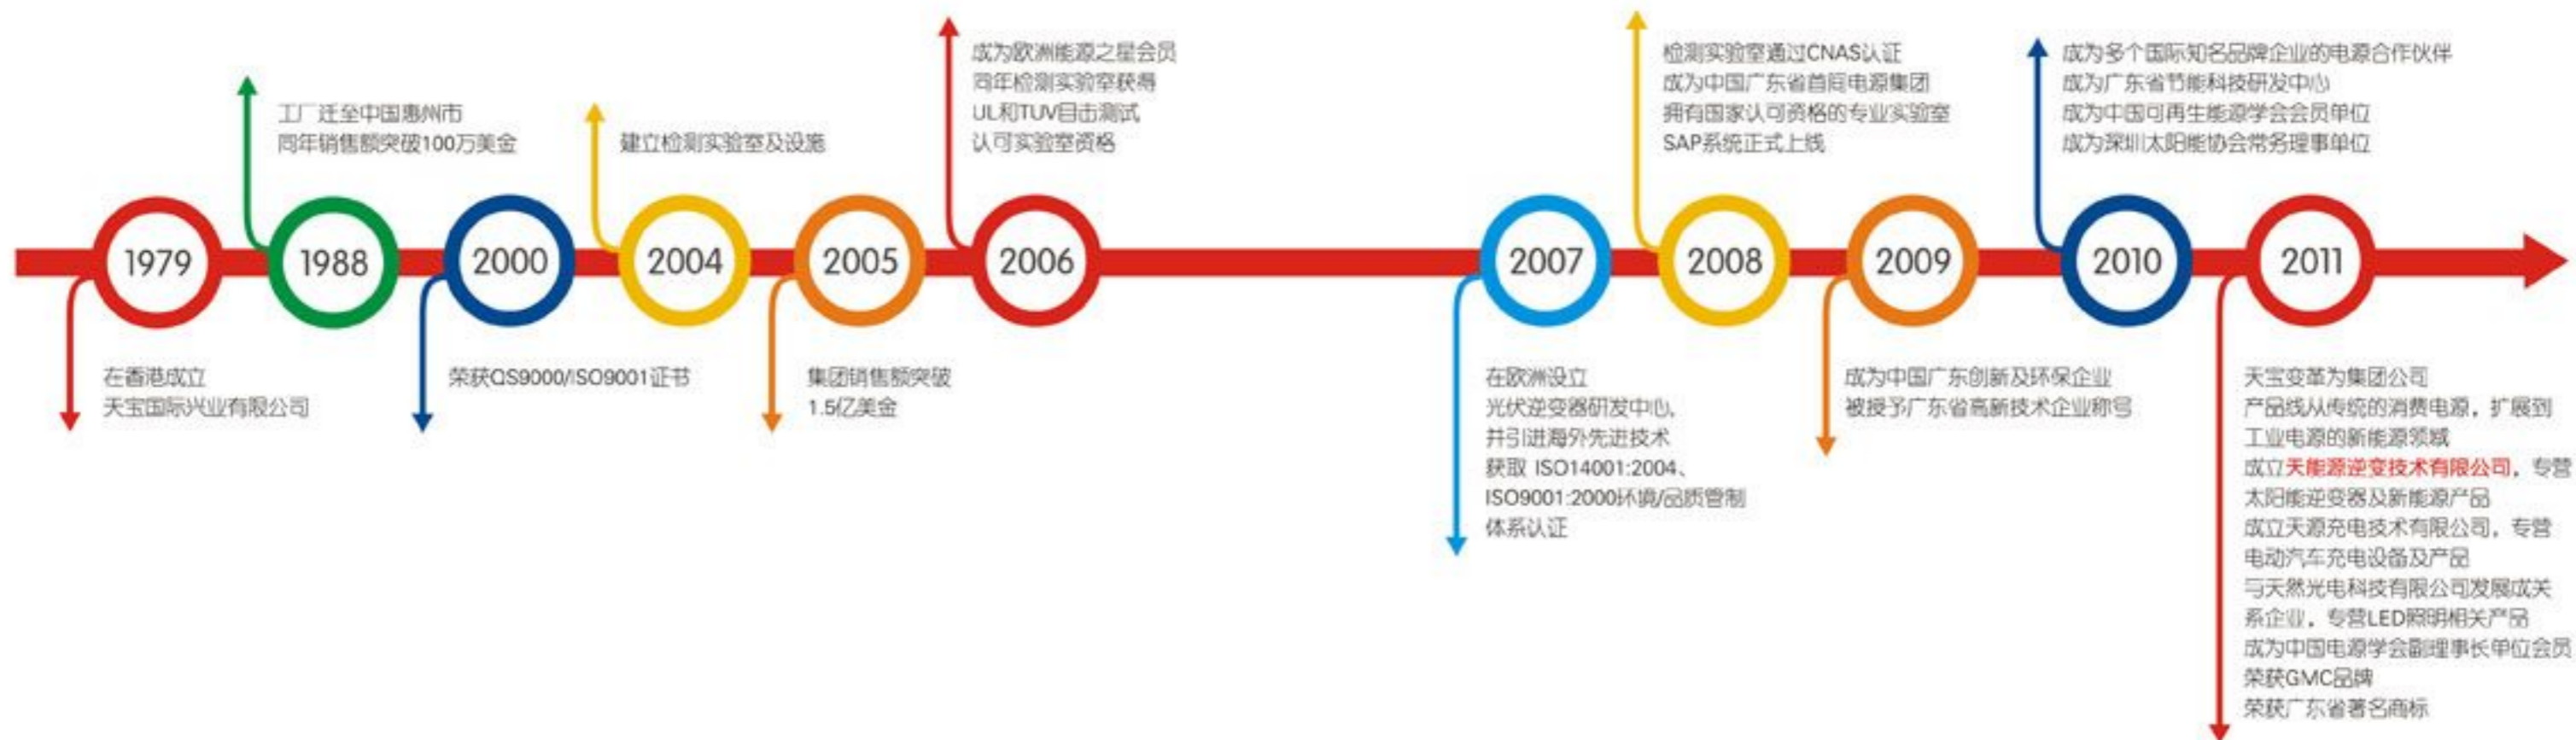 1979
在香港成立
天宝国际兴业有限公司
1988
工厂迁至中国惠州市
同年销售额突破100万美金
2000
荣获QS9000/ISO9001证书
2004
建立检测实验室及设施
2005
集团销售额突破
1.5亿美金
2006
成为欧洲能源之星会员
同年检测实验室获得
UL和TUV目击测试
认可实验室资格
2007
在欧洲设立
光伏逆变器研发中心,
并引进海外先进技术
获取 ISO14001:2004、
ISO9001:2000环境/品质管制
体系认证
2008
检测实验室通过CNAS认证
成为中国广东省首间电源集团
拥有国家认可资格的专业实验室
SAP系统正式上线
2009
成为中国广东创新及环保企业
被授予广东省高新技术企业称号
2010
成为多个国际知名品牌企业的电源合作伙伴
成为广东省节能科技研发中心
成为中国可再生能源学会会员单位
成为深圳太阳能协会常务理事单位
2011
天宝变革为集团公司
产品线从传统的消费电源，扩展到
工业电源的新能源领域
成立天能源逆变技术有限公司，专营
太阳能逆变器及新能源产品
成立天源充电技术有限公司，专营
电动汽车充电设备及产品
与天然光电科技有限公司发展成关
系企业，专营LED照明相关产品
成为中国电源学会副理事长单位会员
荣获GMC品牌
荣获广东省著名商标